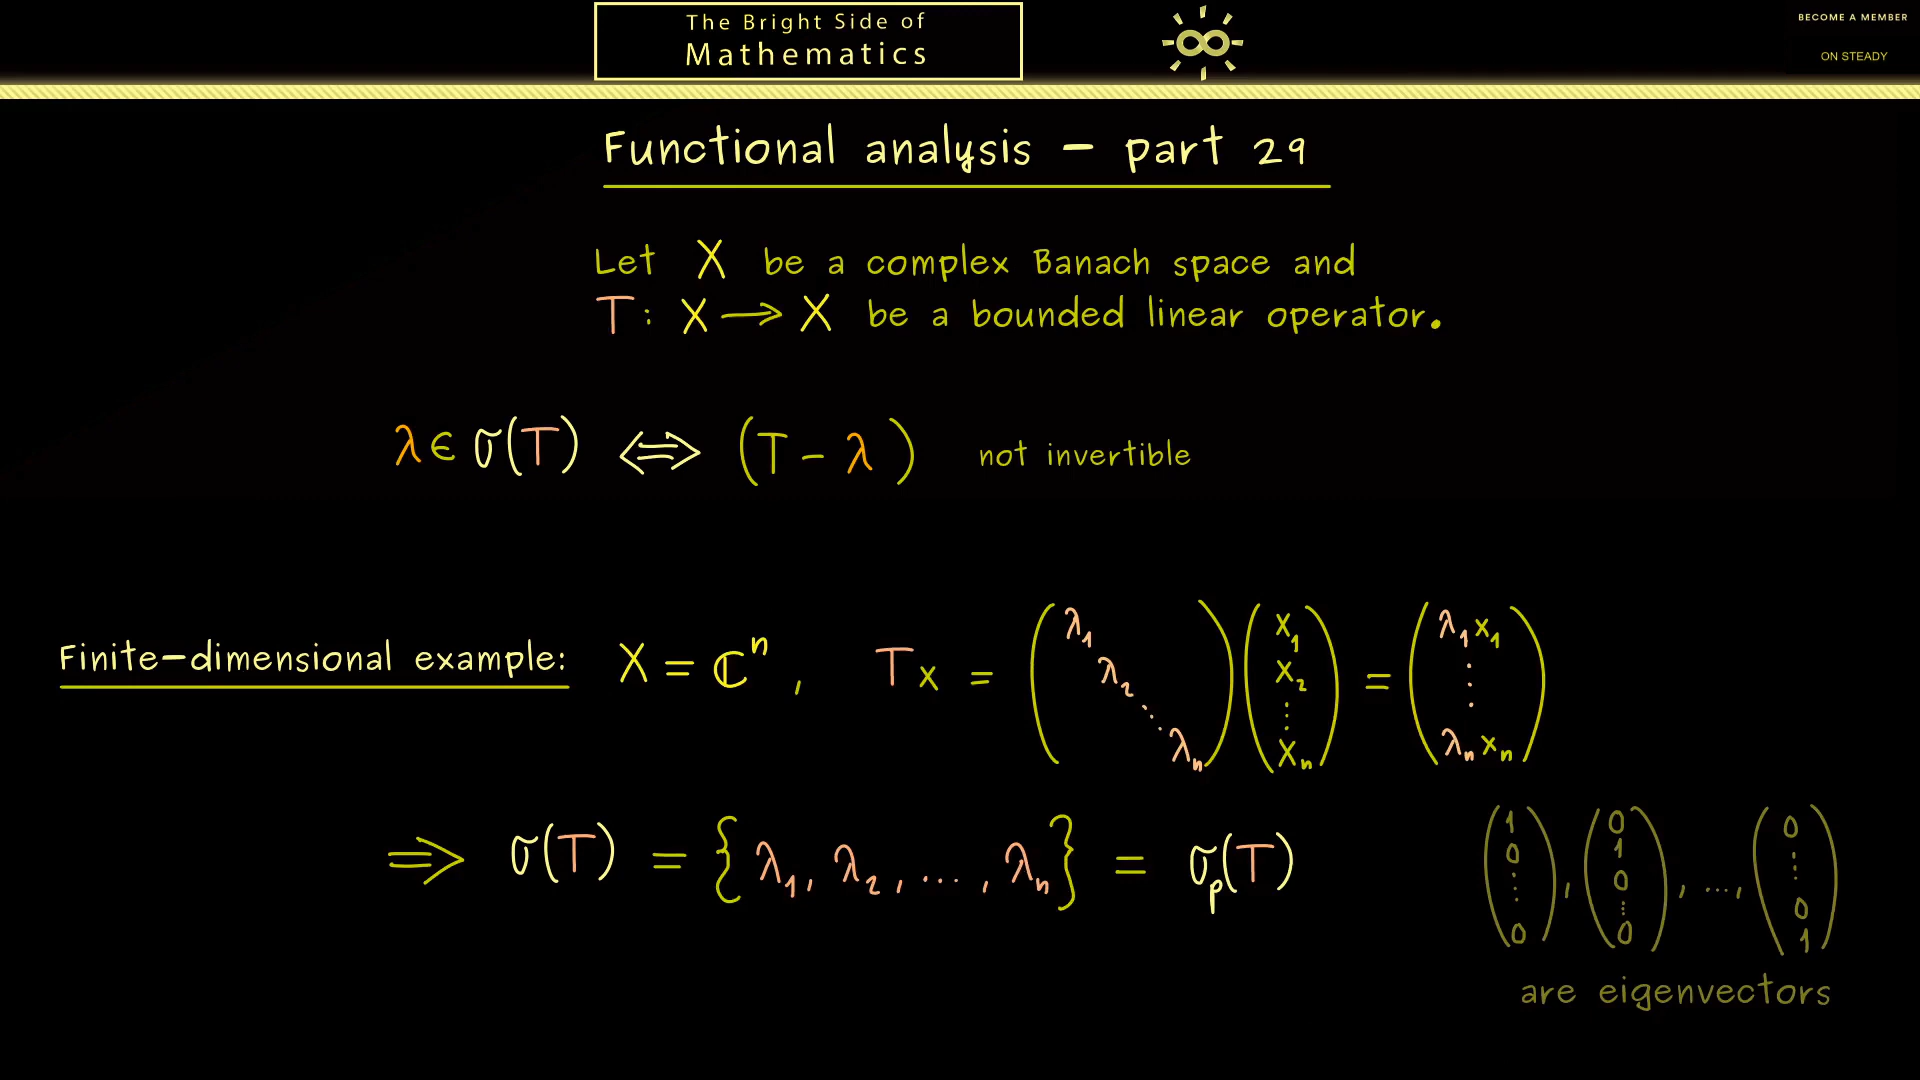 The Bright Side of
Mathematics
BECOME A MEMBER
ON STEADY
Functional analysis – part 29
Let X be a complex Banach space and
T: X ⟶ X be a bounded linear operator.
λ ∈ σ(T) ⟺ (T - λ) not invertible
Finite-dimensional example: X = ℂⁿ, Tx = (λ₁ λ₂ ⋱ λₙ) (x₁ x₂ ⋮ xₙ) = (λ₁x₁ ⋮ λₙxₙ)
⟹ σ(T) = {λ₁, λ₂, ..., λₙ} = σₚ(T)
(1 0 ⋮ 0), (0 1 0 ⋮ 0), ..., (0 ⋮ 0 1)
are eigenvectors